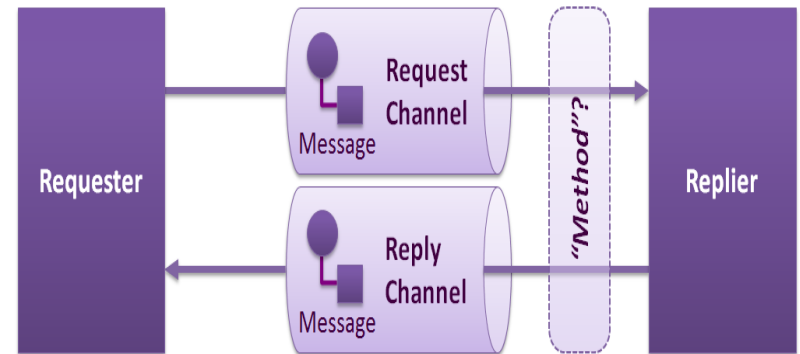 Requester
Request
Channel
Message
Reply
Channel
Message
“Method”?
Replier